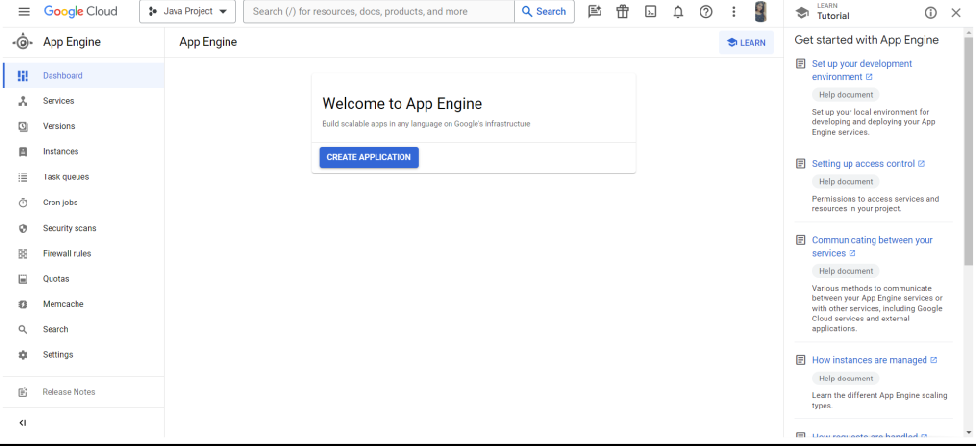 Google Cloud
Java Project
Search (/) for resources, docs, products, and more
Search
LEARN
Tutorial
App Engine
App Engine
LEARN
Dashboard
Services
Versions
Instances
Task queues
Cron jobs
Security scans
Firewall rules
Quotas
Memcache
Search
Settings
Release Notes
Welcome to App Engine
Build scalable apps in any language on Google's infrastructure
CREATE APPLICATION
Get started with App Engine
Set up your development
environment
Help document
Set up your local environment for
developing and deploying your App
Engine services.
Setting up access control
Help document
Permissions to access services and
resources in your project.
Communicating between your
services
Help document
Various methods to communicate
between your App Engine services or
with other services, including Google
Cloud services and external
applications.
How instances are managed
Help document
Learn the different App Engine scaling
types.
How requests are handled